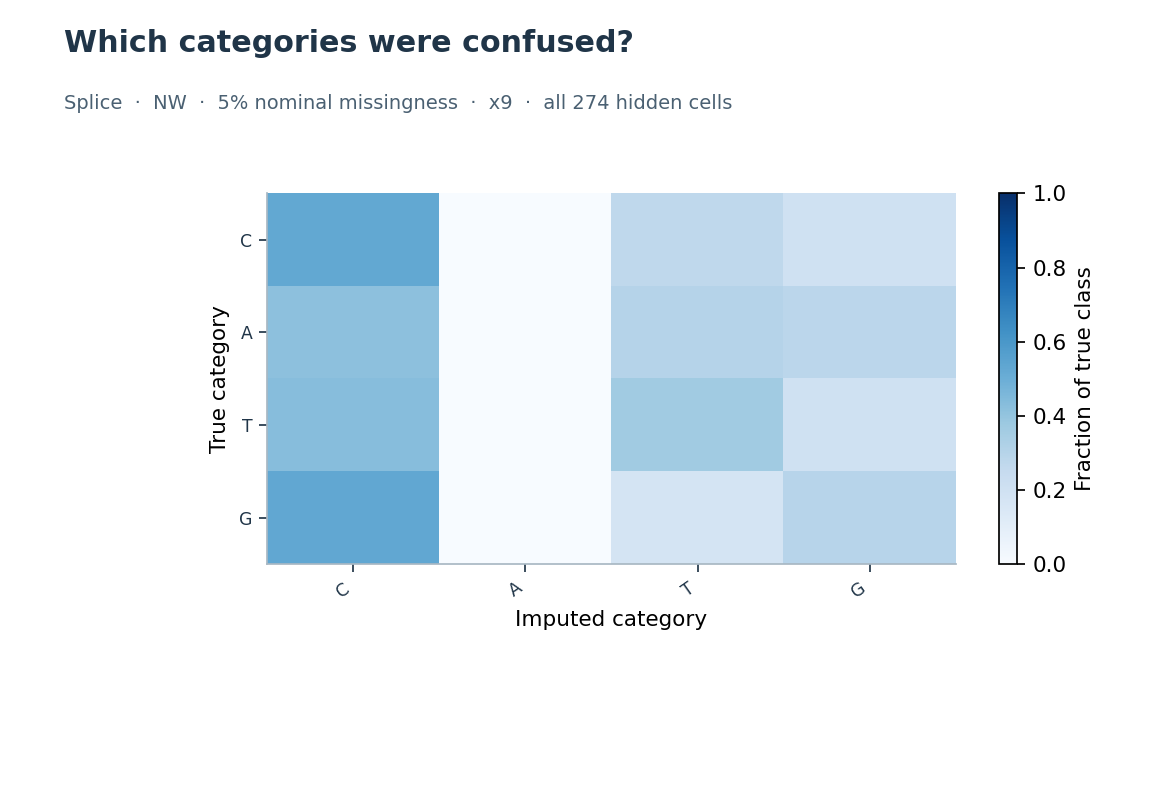 Which categories were confused?
Splice · NW · 5% nominal missingness · x9 · all 274 hidden cells
True category
C
A
T
G
C
A
T
G
Imputed category
1.0
0.8
0.6
0.4
0.2
0.0
Fraction of true class